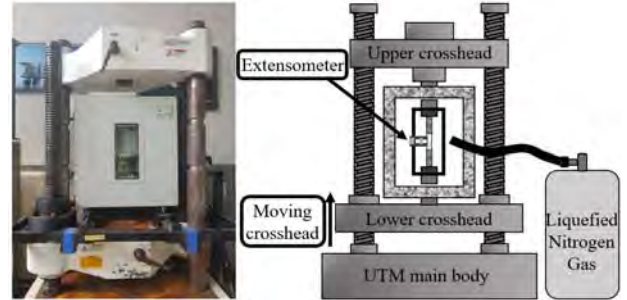 Upper crosshead
Extensometer
Moving
crosshead
Lower crosshead
Liquefied
Nitrogen
Gas
UTM main body